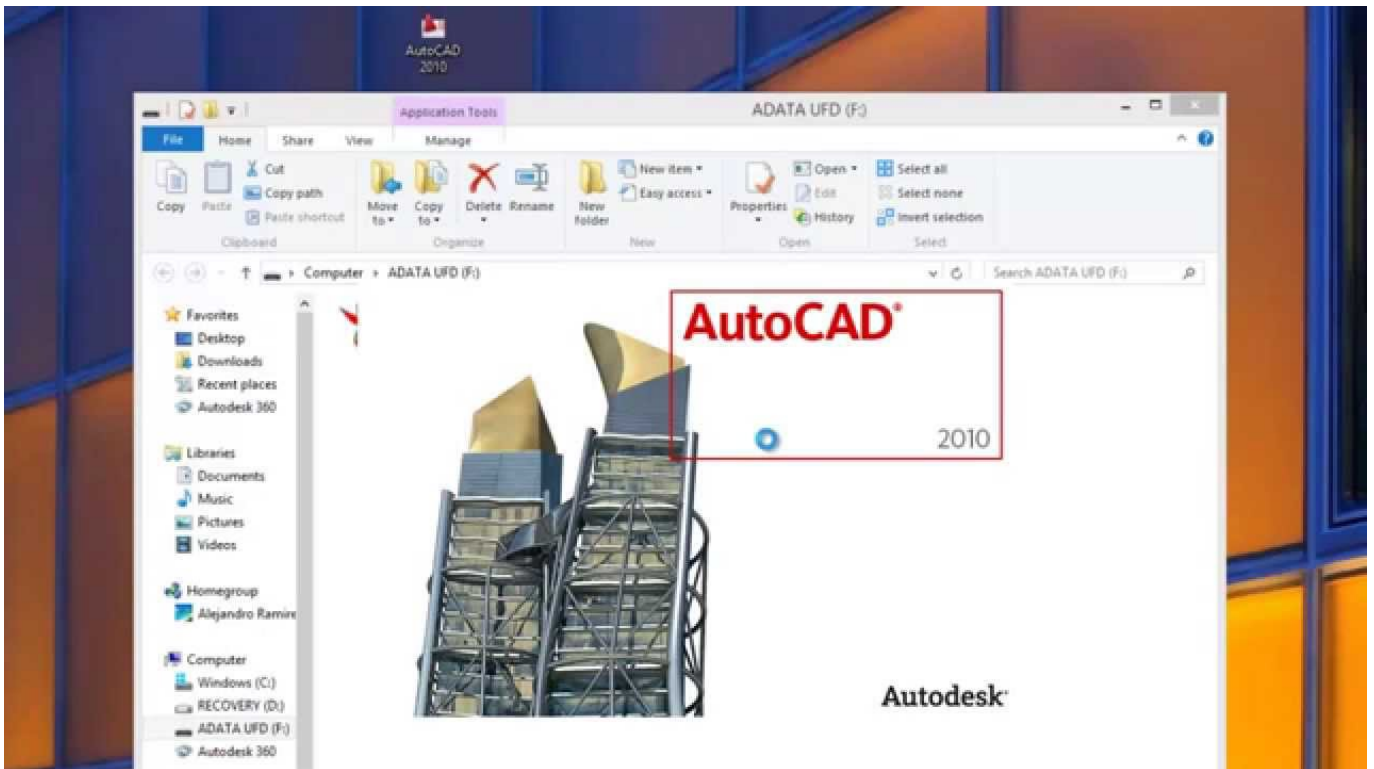 AutoCAD
2010
Application Tools
ADATA UFD (F:)
File Home Share View Manage
Copy
Paste
Cut
Copy path
Paste shortcut
Move to
Copy to
Delete
Rename
New folder
New item
Easy access
Properties
Open
Edit
History
Select all
Select none
Invert selection
Clipboard
Organize
New
Open
Select
Computer ADATA UFD (F:)
Search ADATA UFD (F:)
Favorites
Desktop
Downloads
Recent places
Autodesk 360
Libraries
Documents
Music
Pictures
Videos
Homegroup
Alejandro Ramire
Computer
Windows (C:)
RECOVERY (D:)
ADATA UFD (F:)
Autodesk 360
AutoCAD®
2010
Autodesk